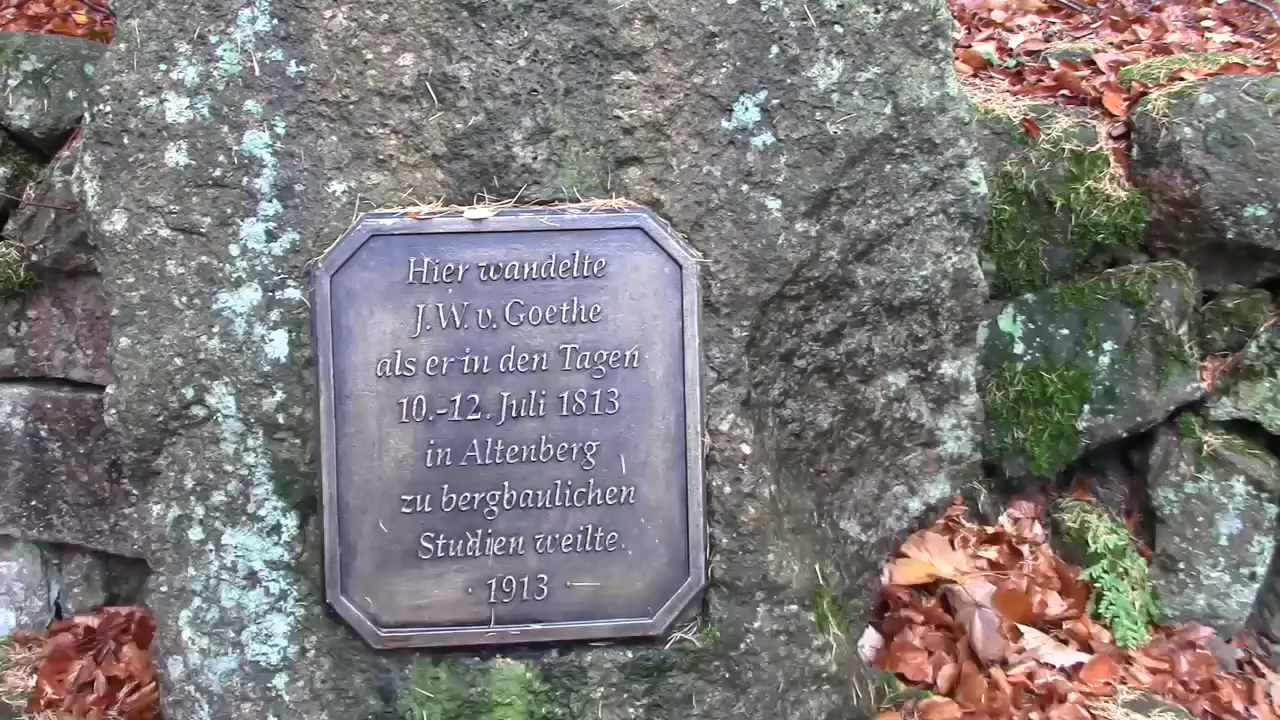 Hier wandelte
J.W. v. Goethe
als er in den Tagen
10.-12. Juli 1813
in Altenberg
zu bergbaulichen
Studien weilte.
· 1913 ·